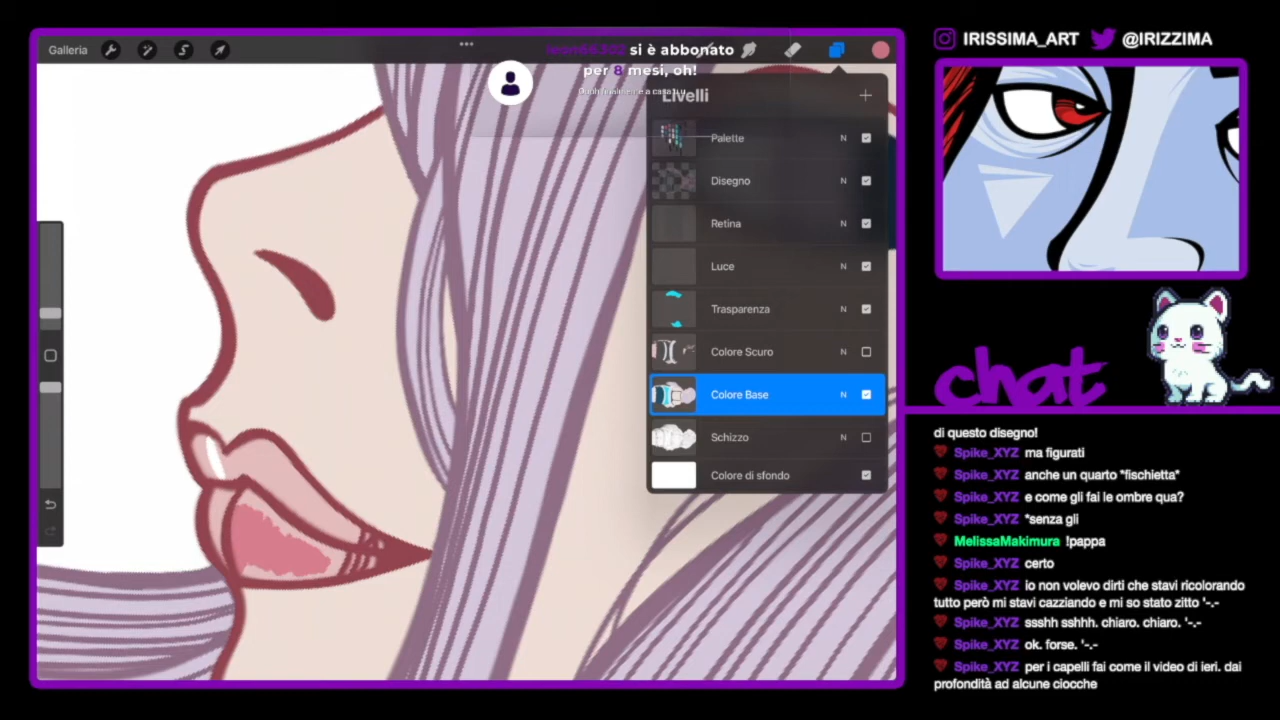 Galleria
si è abbonato
per 8 mesi, oh!
Livelli
Palette N
Disegno N
Retina N
Luce N
Trasparenza N
Colore Scuro N
Colore Base N
Schizzo N
Colore di sfondo
IRISSIMA_ART @IRIZZIMA
chat
di questo disegno!
Spike_XYZ ma figurati
Spike_XYZ anche un quarto *fischietta*
Spike_XYZ e come gli fai le ombre qua?
Spike_XYZ *senza gli
MelissaMakimura !pappa
Spike_XYZ certo
Spike_XYZ io non volevo dirti che stavi ricolorando
tutto però mi stavi cazziando e mi so stato zitto '-.-
Spike_XYZ ssshh sshhh. chiaro. chiaro. '-.-
Spike_XYZ ok. forse. '-.-
Spike_XYZ per i capelli fai come il video di ieri. dai
profondità ad alcune ciocche